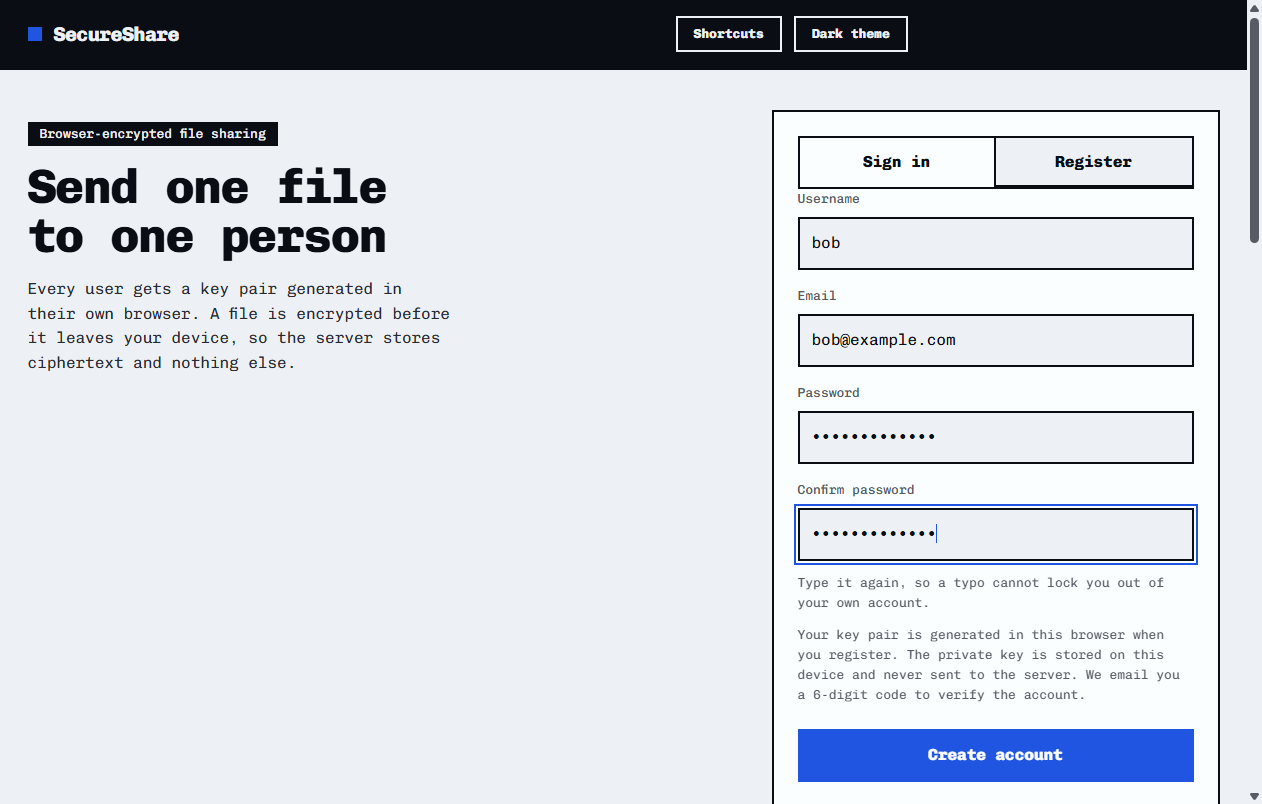 SecureShare
Shortcuts
Dark theme
Browser-encrypted file sharing
Send one file
to one person
Every user gets a key pair generated in
their own browser. A file is encrypted before
it leaves your device, so the server stores
ciphertext and nothing else.
Sign in
Register
Username
bob
Email
bob@example.com
Password
•••••••••••••
Confirm password
•••••••••••••
Type it again, so a typo cannot lock you out of
your own account.
Your key pair is generated in this browser when
you register. The private key is stored on this
device and never sent to the server. We email you
a 6-digit code to verify the account.
Create account